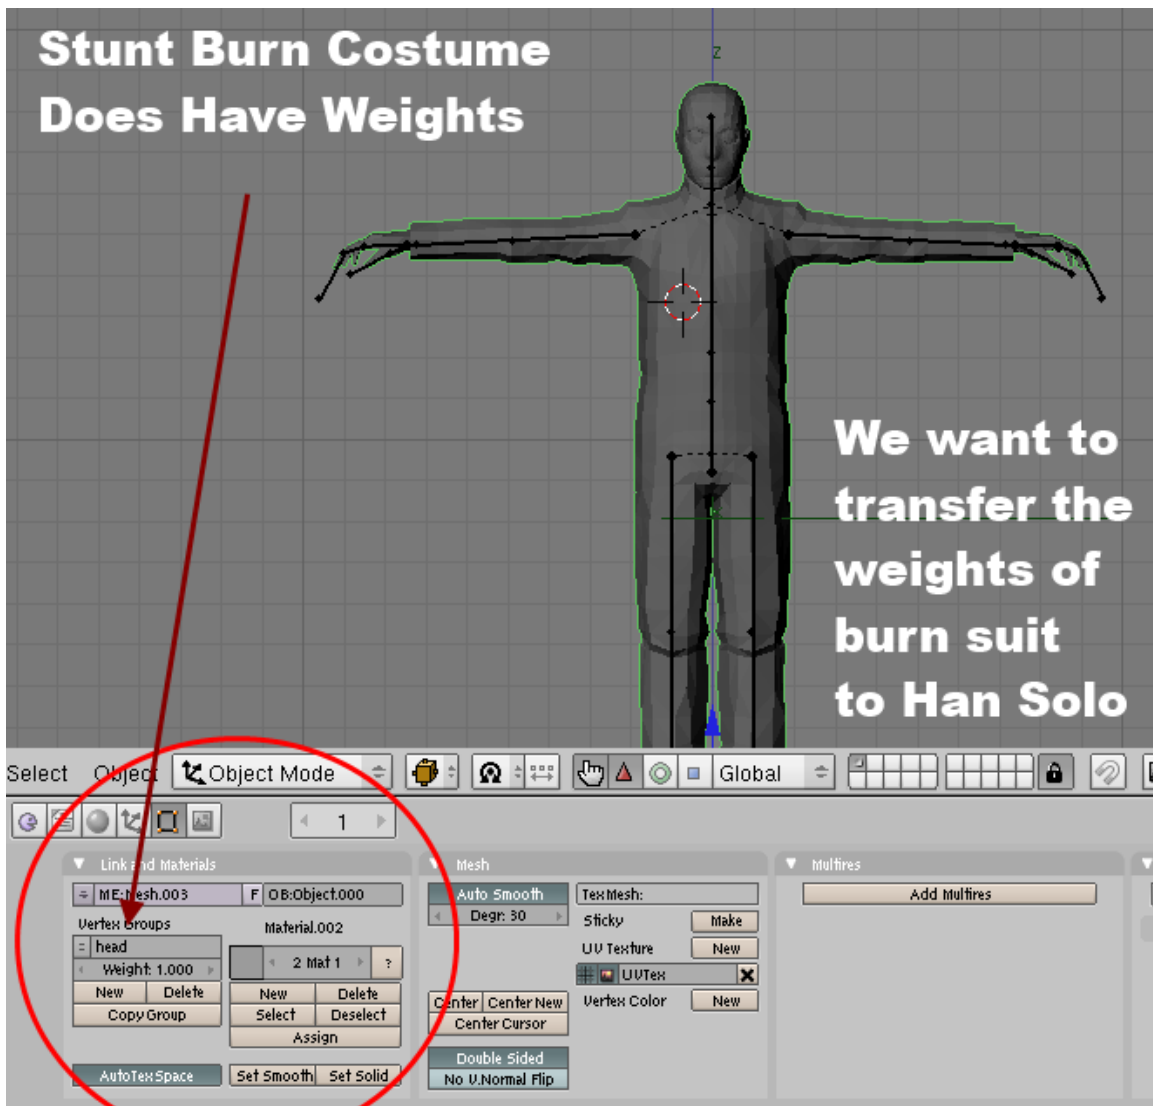 Stunt Burn Costume
Does Have Weights
Z
We want to
transfer the
weights of
burn suit
to Han Solo
Select Object Object Mode Global
1
Link and Materials Mesh Multires
ME:Mesh.003 F OB:Object.000 Auto Smooth TexMesh: Add Multires
Degr: 30 Sticky Make
Vertex Groups Material.002
head UV Texture New
Weight: 1.000 2 Mat 1 ? UVTex
New Delete New Delete Center Center New Vertex Color New
Copy Group Select Deselect Center Cursor
Assign
Double Sided
AutoTexSpace Set Smooth Set Solid No V.Normal Flip